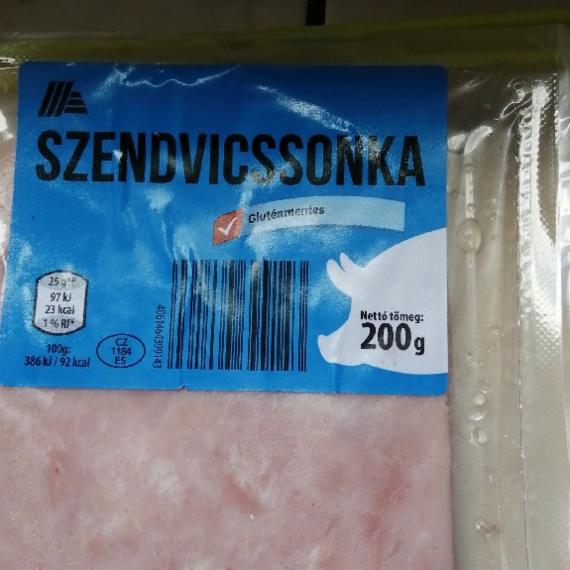 SZENDVICSSONKA
Gluténmentes
25 g**
97 kJ
23 kcal
1 % RI*
100g:
386 kJ / 92 kcal
CZ
1184
ES
Nettó tömeg:
200g